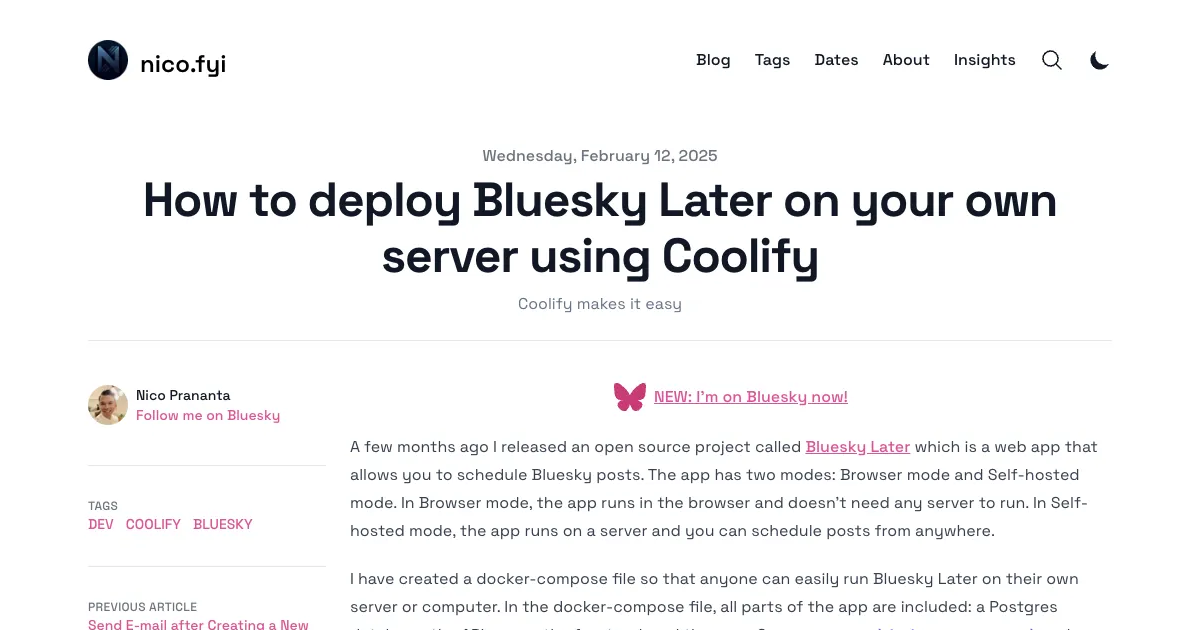 nico.fyi
Blog Tags Dates About Insights
Wednesday, February 12, 2025
How to deploy Bluesky Later on your own
server using Coolify
Coolify makes it easy
Nico Prananta
Follow me on Bluesky
TAGS
DEV COOLIFY BLUESKY
PREVIOUS ARTICLE
Send E-mail after Creating a New
NEW: I'm on Bluesky now!
A few months ago I released an open source project called Bluesky Later which is a web app that
allows you to schedule Bluesky posts. The app has two modes: Browser mode and Self-hosted
mode. In Browser mode, the app runs in the browser and doesn't need any server to run. In Self-
hosted mode, the app runs on a server and you can schedule posts from anywhere.
I have created a docker-compose file so that anyone can easily run Bluesky Later on their own
server or computer. In the docker-compose file, all parts of the app are included: a Postgres